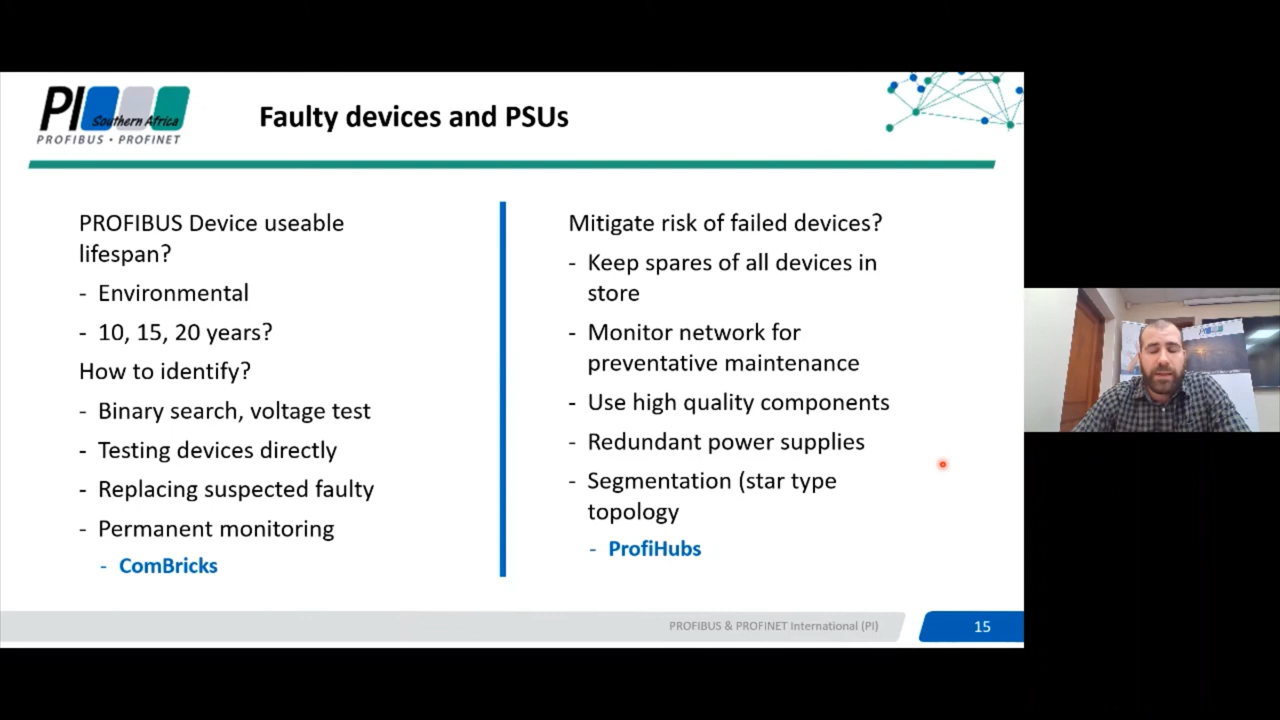 PI
Southern Africa
PROFIBUS • PROFINET
Faulty devices and PSUs
PROFIBUS Device useable
lifespan?
- Environmental
- 10, 15, 20 years?
How to identify?
- Binary search, voltage test
- Testing devices directly
- Replacing suspected faulty
- Permanent monitoring
- ComBricks
Mitigate risk of failed devices?
- Keep spares of all devices in
store
- Monitor network for
preventative maintenance
- Use high quality components
- Redundant power supplies
- Segmentation (star type
topology
- ProfiHubs
PROFIBUS & PROFINET International (PI)
15